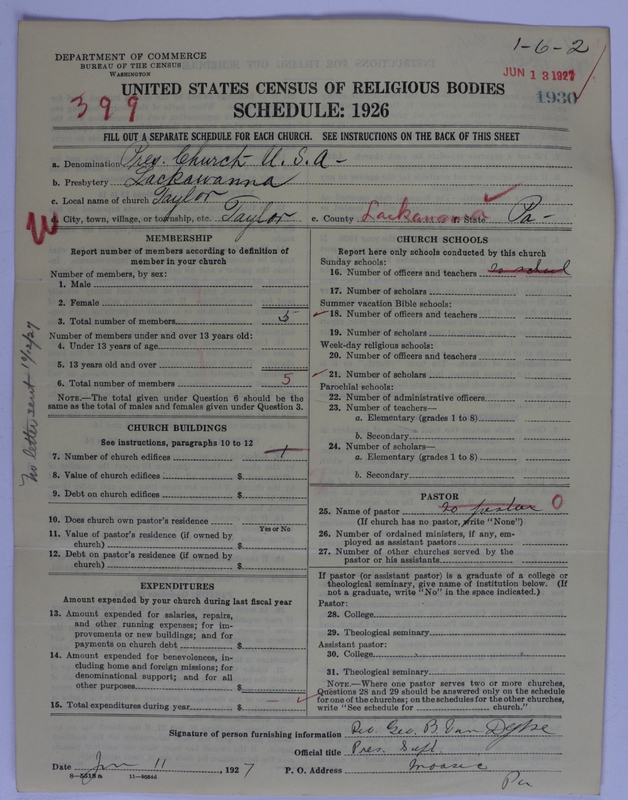 1-6-2
DEPARTMENT OF COMMERCE
BUREAU OF THE CENSUS
WASHINGTON
JUN 13 1927
1930
399
UNITED STATES CENSUS OF RELIGIOUS BODIES
SCHEDULE: 1926
FILL OUT A SEPARATE SCHEDULE FOR EACH CHURCH. SEE INSTRUCTIONS ON THE BACK OF THIS SHEET
a. Denomination Pres. Church U.S.A-
b. Presbytery Lackawanna
c. Local name of church Taylor
d. City, town, village, or township, etc. Taylor e. County Lackawanna f. State Pa-
MEMBERSHIP
Report number of members according to definition of
member in your church
Number of members, by sex:
1. Male
2. Female
3. Total number of members 5
Number of members under and over 13 years old:
4. Under 13 years of age
5. 13 years old and over
6. Total number of members 5
NOTE.—The total given under Question 6 should be
same as the total of males and females given under Question 3.
No letter sent 10/12/27
CHURCH BUILDINGS
See instructions, paragraphs 10 to 12
7. Number of church edifices 1
8. Value of church edifices $
9. Debt on church edifices $
10. Does church own pastor's residence
Yes or No
11. Value of pastor's residence (if owned by
church) $
12. Debt on pastor's residence (if owned by
church) $
EXPENDITURES
Amount expended by your church during last fiscal year
13. Amount expended for salaries, repairs,
and other running expenses; for im-
provements or new buildings; and for
payments on church debt $
14. Amount expended for benevolences, in-
cluding home and foreign missions; for
denominational support; and for all
other purposes $
15. Total expenditures during year $
CHURCH SCHOOLS
Report here only schools conducted by this church
Sunday schools:
16. Number of officers and teachers no school
17. Number of scholars
Summer vacation Bible schools:
18. Number of officers and teachers
19. Number of scholars
Week-day religious schools:
20. Number of officers and teachers
21. Number of scholars
Parochial schools:
22. Number of administrative officers
23. Number of teachers—
a. Elementary (grades 1 to 8)
b. Secondary
24. Number of scholars—
a. Elementary (grades 1 to 8)
b. Secondary
PASTOR
25. Name of pastor no pastor 0
(If church has no pastor, write "None")
26. Number of ordained ministers, if any, em-
ployed as assistant pastors
27. Number of other churches served by the
pastor or his assistants
If pastor (or assistant pastor) is a graduate of a college or
theological seminary, give name of institution below. (If
not a graduate, write "No" in the space indicated.)
Pastor:
28. College
29. Theological seminary
Assistant pastor:
30. College
31. Theological seminary
NOTE.—Where one pastor serves two or more churches,
Questions 28 and 29 should be answered only on the schedule
for one of the churches; on the schedules for the other churches,
write "See schedule for church."
Signature of person furnishing information Geo. B. Van Dyke
Official title Pres. Supt.
Date Jun 11, 1927 P. O. Address Moosic
Pa